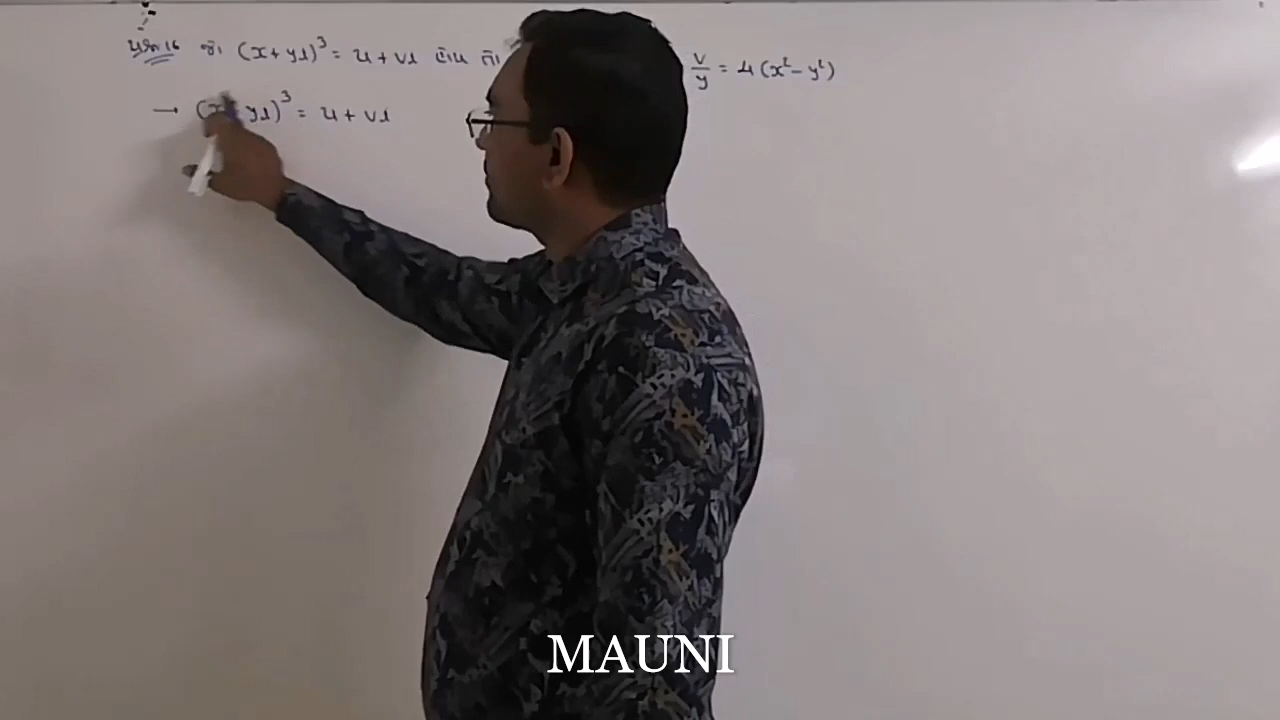 પ્રશ્ન 16 જો (x + yi)³ = u + vi હોય તો v/y = 4(x² − y²)
→ (x + yi)³ = u + vi
MAUNI